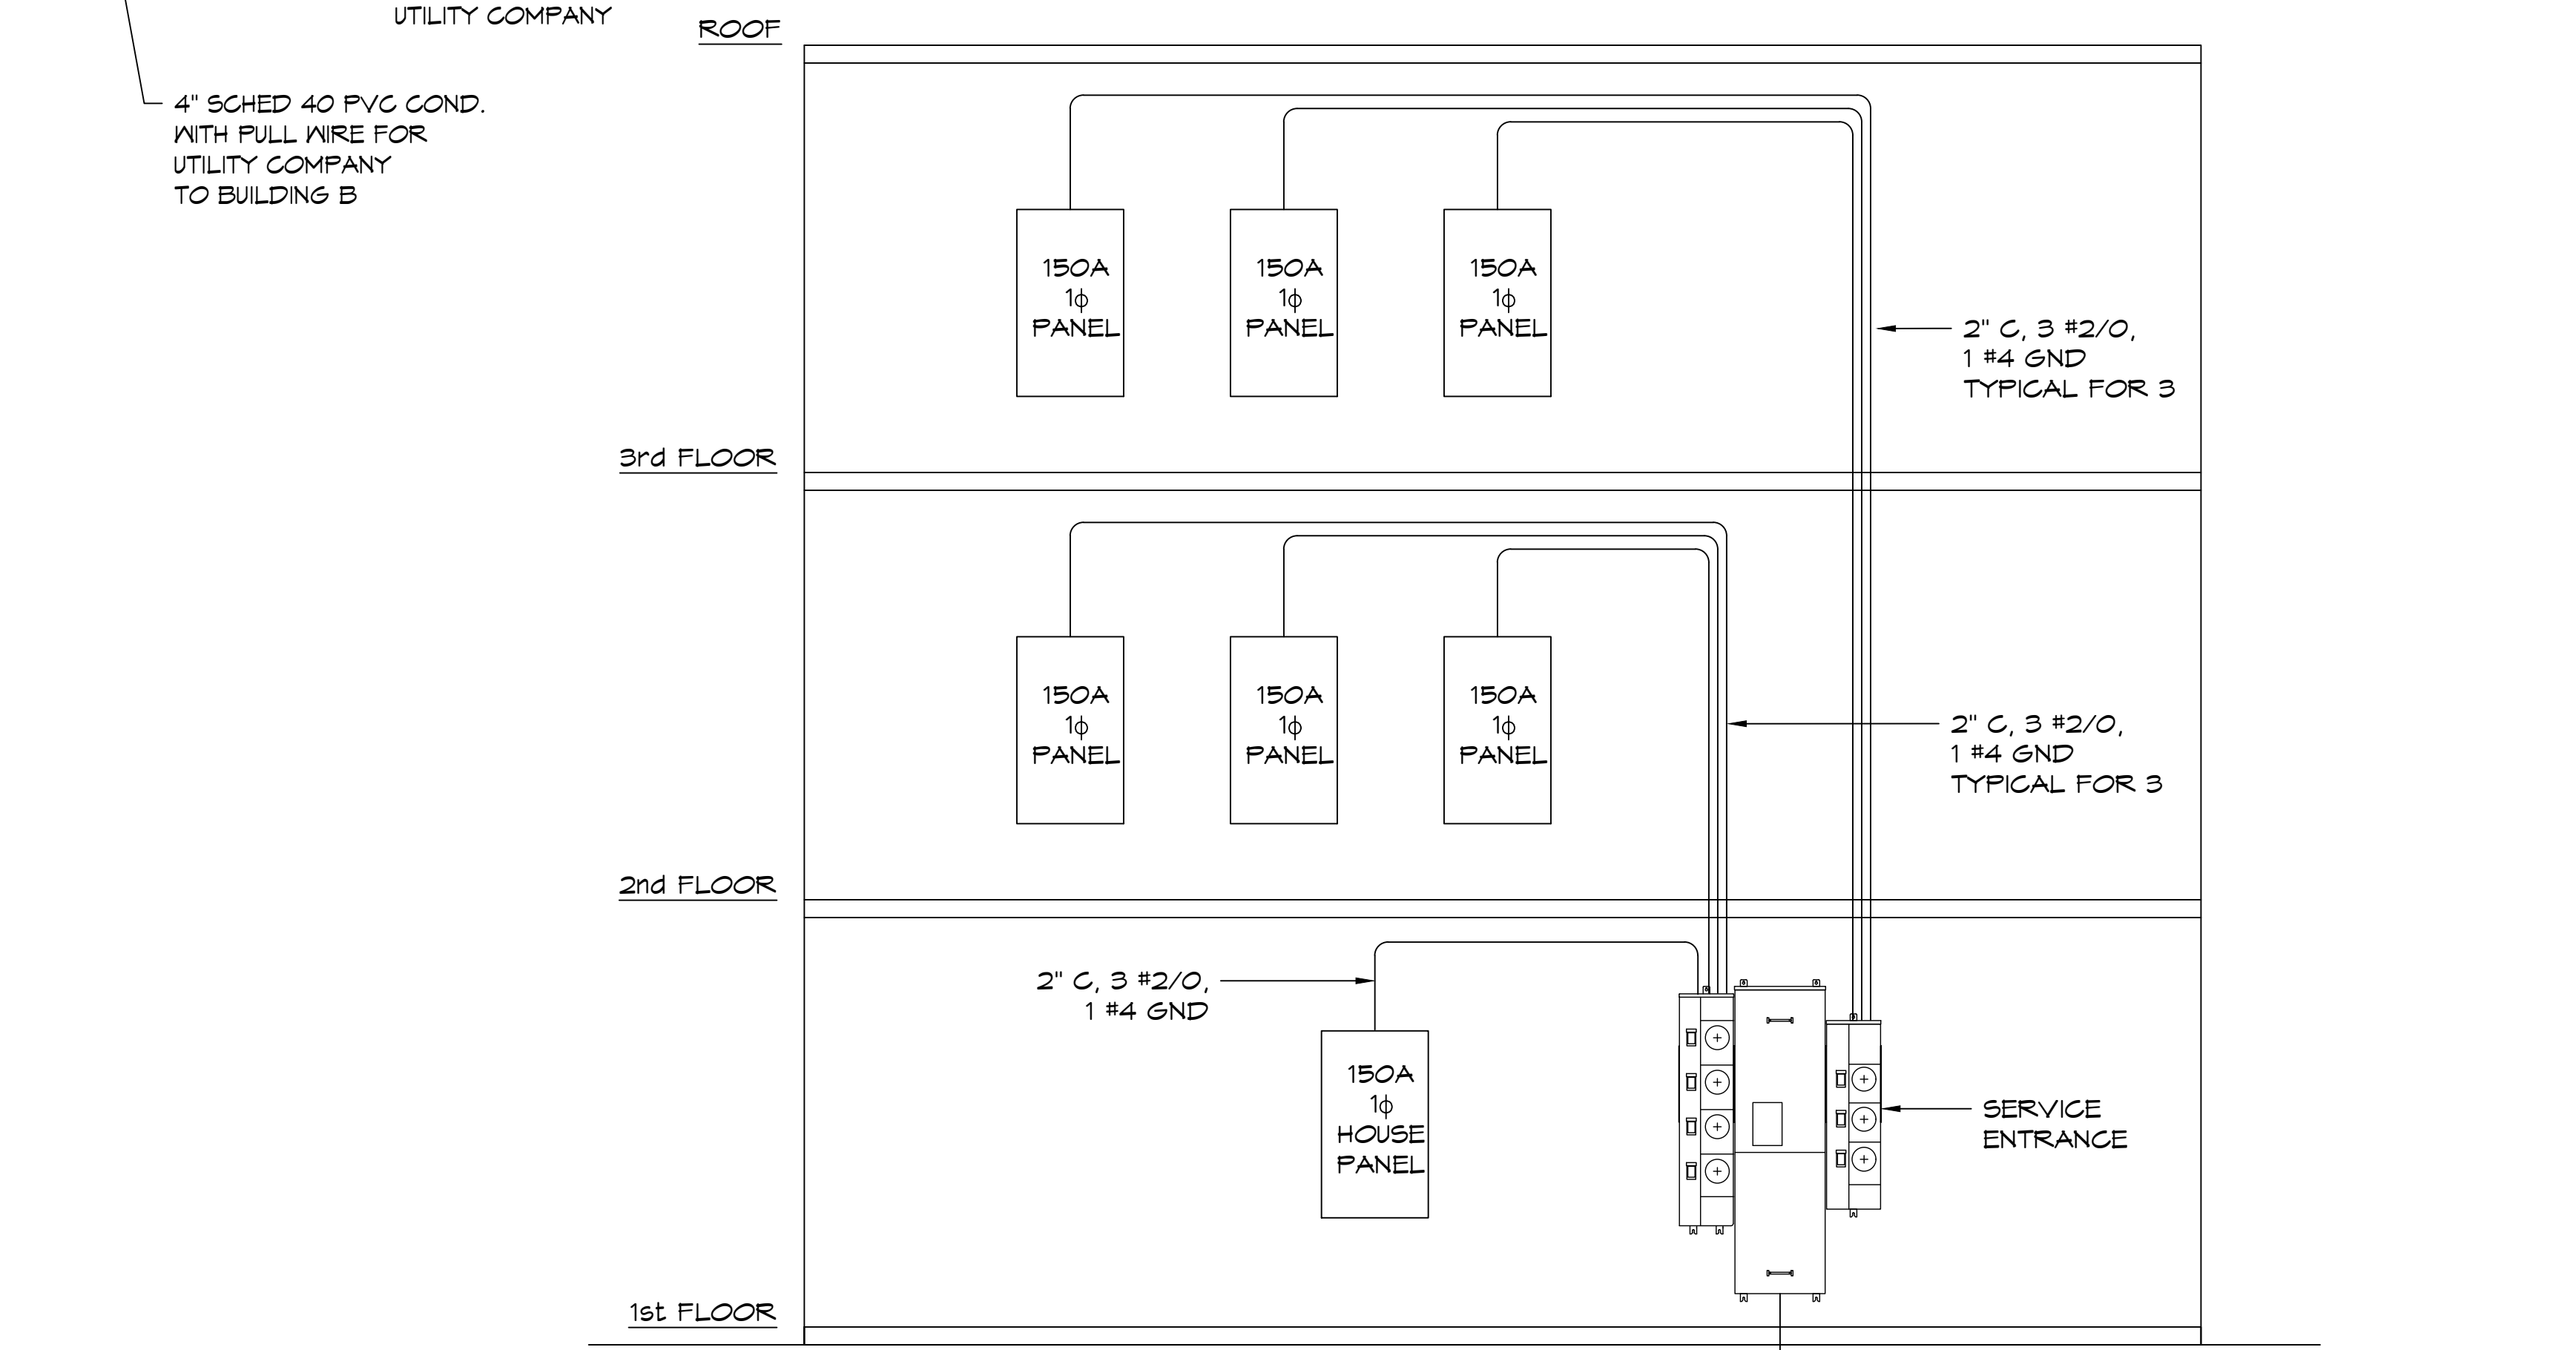 UTILITY COMPANY
ROOF
4" SCHED 40 PVC COND.
WITH PULL WIRE FOR
UTILITY COMPANY
TO BUILDING B
150A
1ϕ
PANEL
150A
1ϕ
PANEL
150A
1ϕ
PANEL
2" C, 3 #2/0,
1 #4 GND
TYPICAL FOR 3
3rd FLOOR
150A
1ϕ
PANEL
150A
1ϕ
PANEL
150A
1ϕ
PANEL
2" C, 3 #2/0,
1 #4 GND
TYPICAL FOR 3
2nd FLOOR
2" C, 3 #2/0,
1 #4 GND
150A
1ϕ
HOUSE
PANEL
SERVICE
ENTRANCE
1st FLOOR